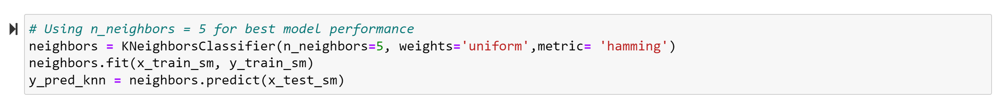 # Using n_neighbors = 5 for best model performance
neighbors = KNeighborsClassifier(n_neighbors=5, weights='uniform',metric= 'hamming')
neighbors.fit(x_train_sm, y_train_sm)
y_pred_knn = neighbors.predict(x_test_sm)